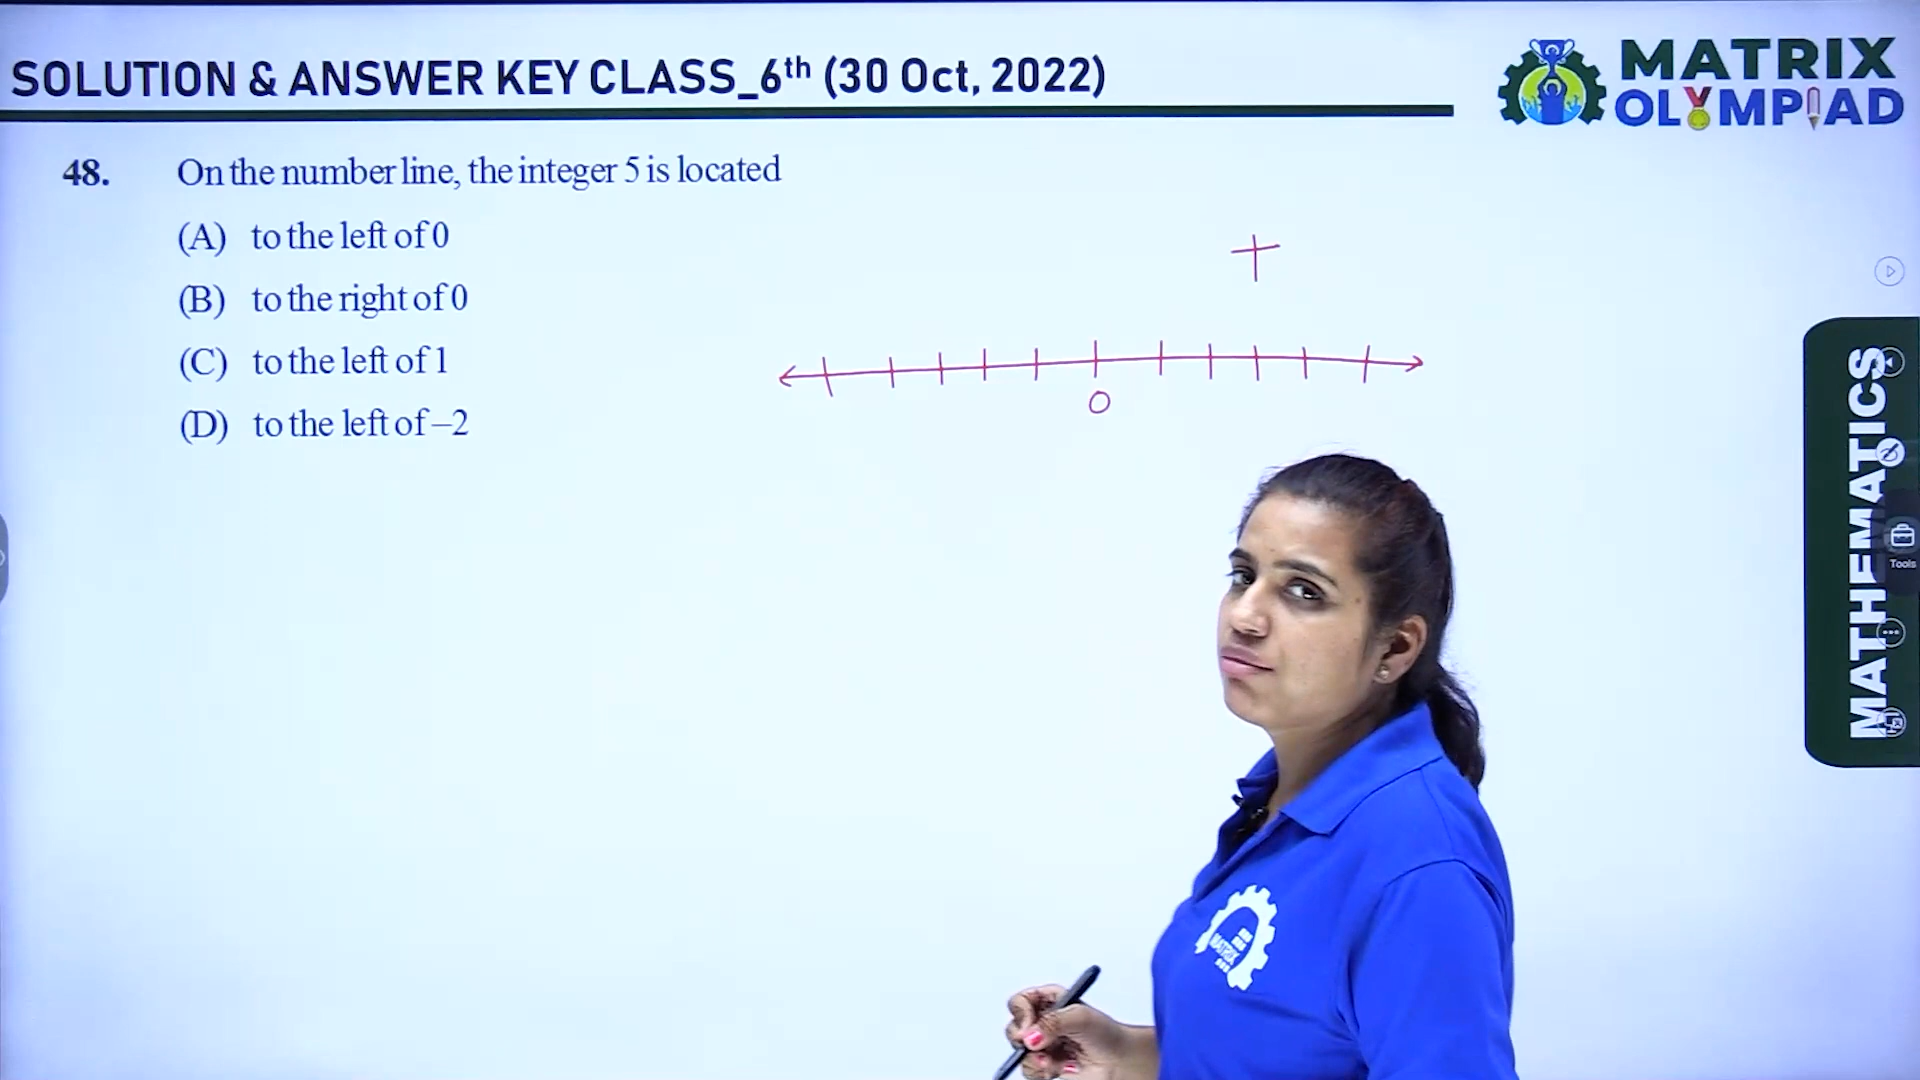 SOLUTION & ANSWER KEY CLASS_6th (30 Oct, 2022)
MATRIX
OLYMPIAD
48. On the number line, the integer 5 is located
(A) to the left of 0
(B) to the right of 0
(C) to the left of 1
(D) to the left of –2
+
0
MATHEMATICS
Tools
MATRIX